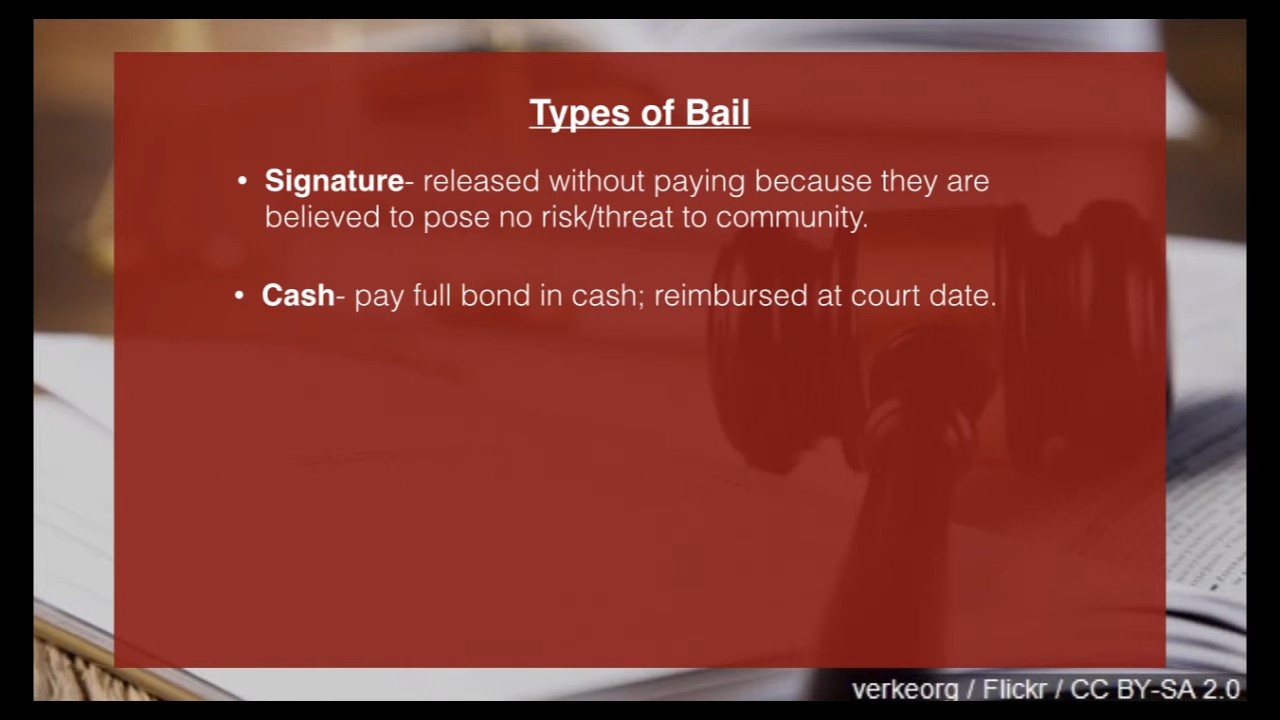 Types of Bail
• Signature- released without paying because they are
believed to pose no risk/threat to community.
• Cash- pay full bond in cash; reimbursed at court date.
verkeorg / Flickr / CC BY-SA 2.0